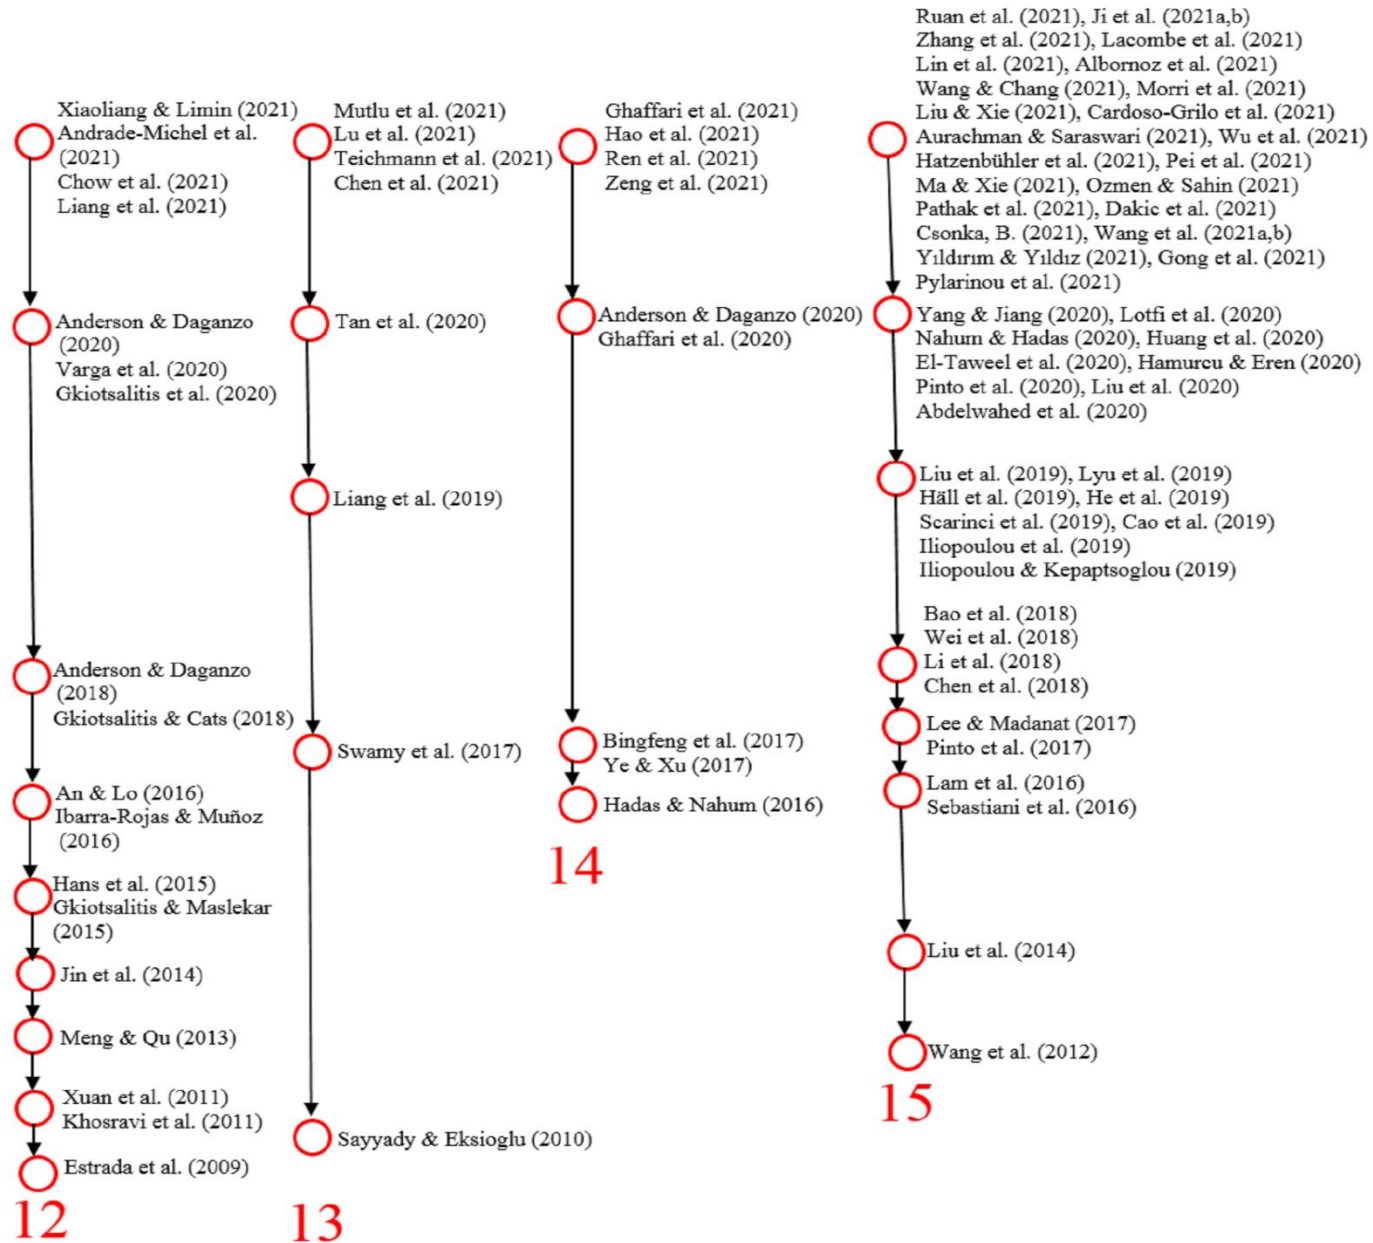 Xiaoliang & Limin (2021)
Andrade-Michel et al.
(2021)
Chow et al. (2021)
Liang et al. (2021)
Anderson & Daganzo
(2020)
Varga et al. (2020)
Gkiotsalitis et al. (2020)
Anderson & Daganzo
(2018)
Gkiotsalitis & Cats (2018)
An & Lo (2016)
Ibarra-Rojas & Muñoz
(2016)
Hans et al. (2015)
Gkiotsalitis & Maslekar
(2015)
Jin et al. (2014)
Meng & Qu (2013)
Xuan et al. (2011)
Khosravi et al. (2011)
Estrada et al. (2009)
12
Mutlu et al. (2021)
Lu et al. (2021)
Teichmann et al. (2021)
Chen et al. (2021)
Tan et al. (2020)
Liang et al. (2019)
Swamy et al. (2017)
Sayyady & Eksioglu (2010)
13
Ghaffari et al. (2021)
Hao et al. (2021)
Ren et al. (2021)
Zeng et al. (2021)
Anderson & Daganzo (2020)
Ghaffari et al. (2020)
Bingfeng et al. (2017)
Ye & Xu (2017)
Hadas & Nahum (2016)
14
Ruan et al. (2021), Ji et al. (2021a,b)
Zhang et al. (2021), Lacombe et al. (2021)
Lin et al. (2021), Albornoz et al. (2021)
Wang & Chang (2021), Morri et al. (2021)
Liu & Xie (2021), Cardoso-Grilo et al. (2021)
Aurachman & Saraswari (2021), Wu et al. (2021)
Hatzenbühler et al. (2021), Pei et al. (2021)
Ma & Xie (2021), Ozmen & Sahin (2021)
Pathak et al. (2021), Dakic et al. (2021)
Csonka, B. (2021), Wang et al. (2021a,b)
Yıldırım & Yıldız (2021), Gong et al. (2021)
Pylarinou et al. (2021)
Yang & Jiang (2020), Lotfi et al. (2020)
Nahum & Hadas (2020), Huang et al. (2020)
El-Taweel et al. (2020), Hamurcu & Eren (2020)
Pinto et al. (2020), Liu et al. (2020)
Abdelwahed et al. (2020)
Liu et al. (2019), Lyu et al. (2019)
Häll et al. (2019), He et al. (2019)
Scarinci et al. (2019), Cao et al. (2019)
Iliopoulou et al. (2019)
Iliopoulou & Kepaptsoglou (2019)
Bao et al. (2018)
Wei et al. (2018)
Li et al. (2018)
Chen et al. (2018)
Lee & Madanat (2017)
Pinto et al. (2017)
Lam et al. (2016)
Sebastiani et al. (2016)
Liu et al. (2014)
Wang et al. (2012)
15